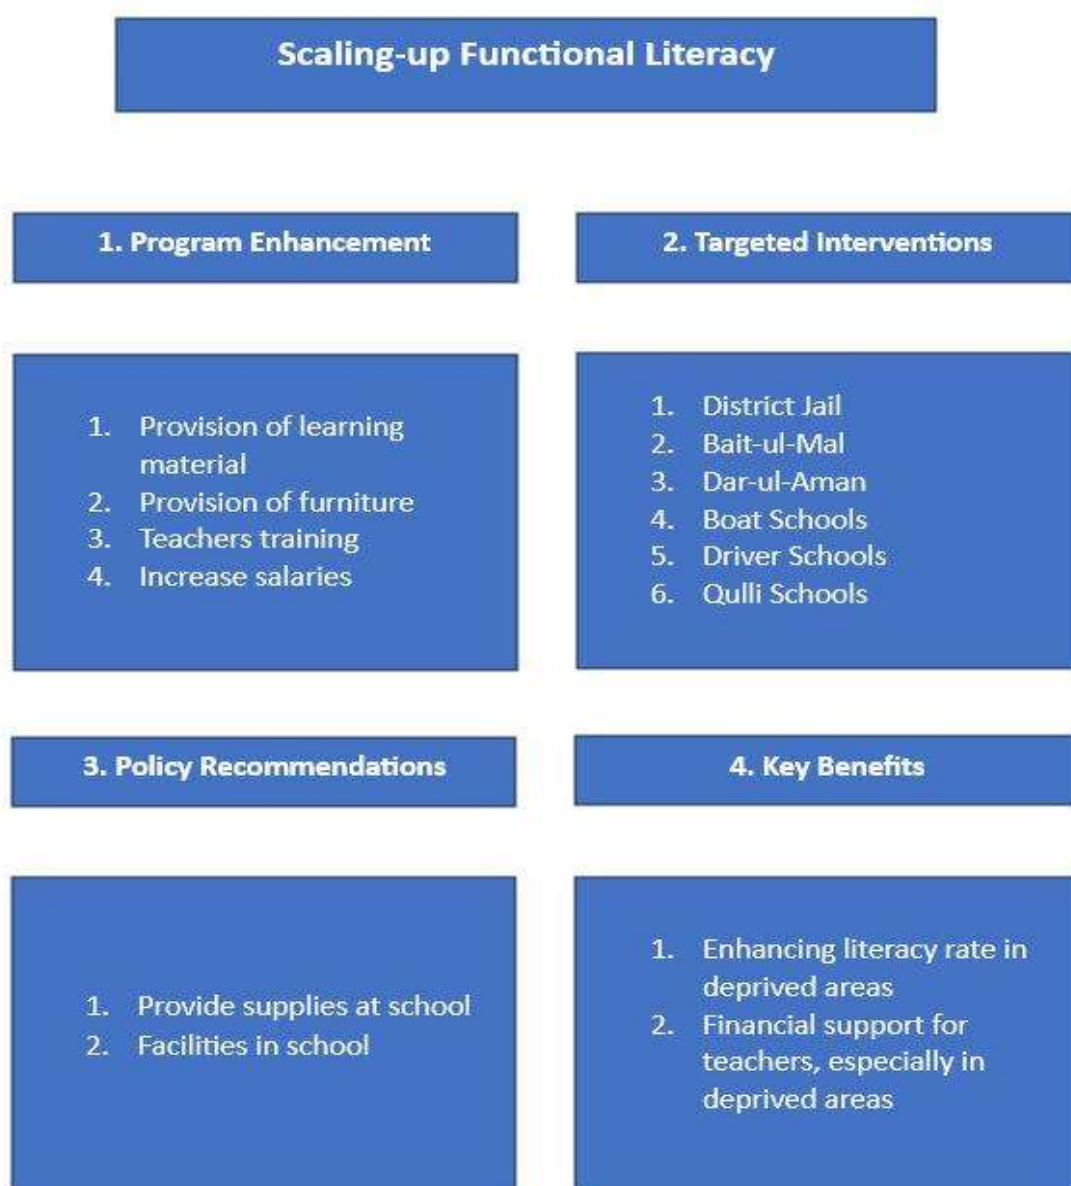 Scaling-up Functional Literacy
1. Program Enhancement
1. Provision of learning
material
2. Provision of furniture
3. Teachers training
4. Increase salaries
2. Targeted Interventions
1. District Jail
2. Bait-ul-Mal
3. Dar-ul-Aman
4. Boat Schools
5. Driver Schools
6. Qulli Schools
3. Policy Recommendations
1. Provide supplies at school
2. Facilities in school
4. Key Benefits
1. Enhancing literacy rate in
deprived areas
2. Financial support for
teachers, especially in
deprived areas